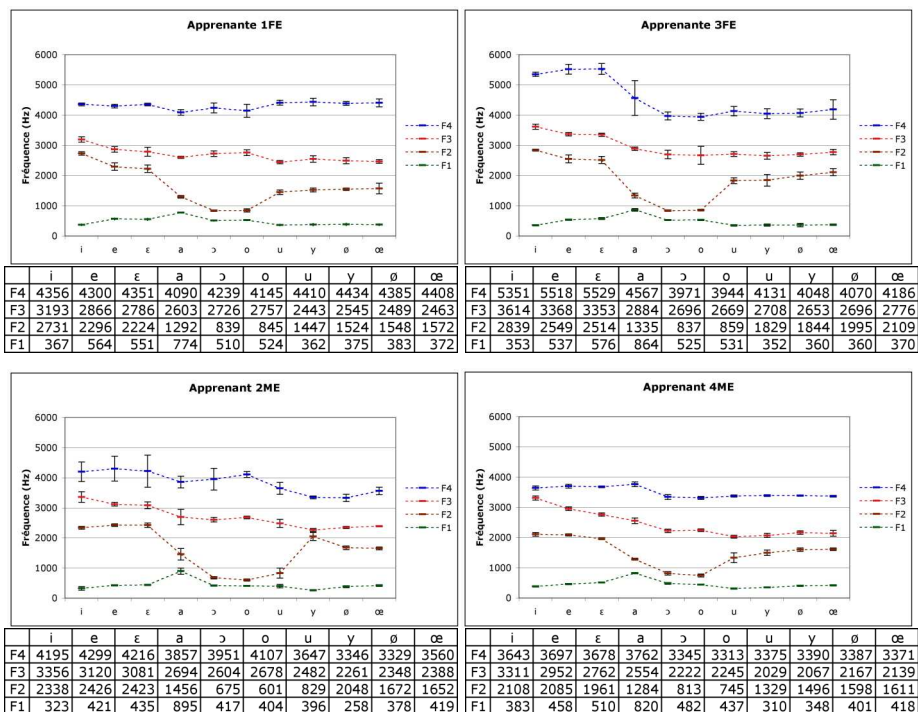 Apprenante 1FE
Fréquence (Hz)
6000
5000
4000
3000
2000
1000
0
i e ɛ a ɔ o u y ø œ
F4
F3
F2
F1
i e ɛ a ɔ o u y ø œ
F4 4356 4300 4351 4090 4239 4145 4410 4434 4385 4408
F3 3193 2866 2786 2603 2726 2757 2443 2545 2489 2463
F2 2731 2296 2224 1292 839 845 1447 1524 1548 1572
F1 367 564 551 774 510 524 362 375 383 372
Apprenante 3FE
Fréquence (Hz)
6000
5000
4000
3000
2000
1000
0
i e ɛ a ɔ o u y ø œ
F4
F3
F2
F1
i e ɛ a ɔ o u y ø œ
F4 5351 5518 5529 4567 3971 3944 4131 4048 4070 4186
F3 3614 3368 3353 2884 2696 2669 2708 2653 2696 2776
F2 2839 2549 2514 1335 837 859 1829 1844 1995 2109
F1 353 537 576 864 525 531 352 360 360 370
Apprenant 2ME
Fréquence (Hz)
6000
5000
4000
3000
2000
1000
0
i e ɛ a ɔ o u y ø œ
F4
F3
F2
F1
i e ɛ a ɔ o u y ø œ
F4 4195 4299 4216 3857 3951 4107 3647 3346 3329 3560
F3 3356 3120 3081 2694 2604 2678 2482 2261 2348 2388
F2 2338 2426 2423 1456 675 601 829 2048 1672 1652
F1 323 421 435 895 417 404 396 258 378 419
Apprenant 4ME
Fréquence (Hz)
6000
5000
4000
3000
2000
1000
0
i e ɛ a ɔ o u y ø œ
F4
F3
F2
F1
i e ɛ a ɔ o u y ø œ
F4 3643 3697 3678 3762 3345 3313 3375 3390 3387 3371
F3 3311 2952 2762 2554 2222 2245 2029 2067 2167 2139
F2 2108 2085 1961 1284 813 745 1329 1496 1598 1611
F1 383 458 510 820 482 437 310 348 401 418